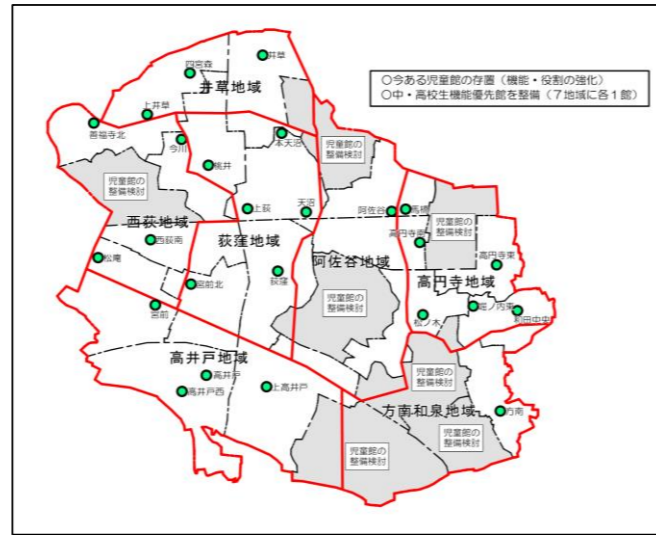 ○今ある児童館の存置（機能・役割の強化）
○中・高校生機能優先館を整備（７地域に各１館）
井草
四宮森
井草地域
上井草
善福寺北
今川
本天沼
桃井
児童館の
整備検討
児童館の
整備検討
児童館の
整備検討
上荻
天沼
阿佐谷
馬橋
高円寺南
西荻地域
西荻南
荻窪地域
阿佐谷地域
高円寺東
高円寺地域
松庵
宮前北
荻窪
児童館の
整備検討
宮前
松ノ木
堀ノ内東
和田中央
高井戸地域
高井戸
高井戸西
上高井戸
児童館の
整備検討
方南和泉地域
方南
児童館の
整備検討
児童館の
整備検討